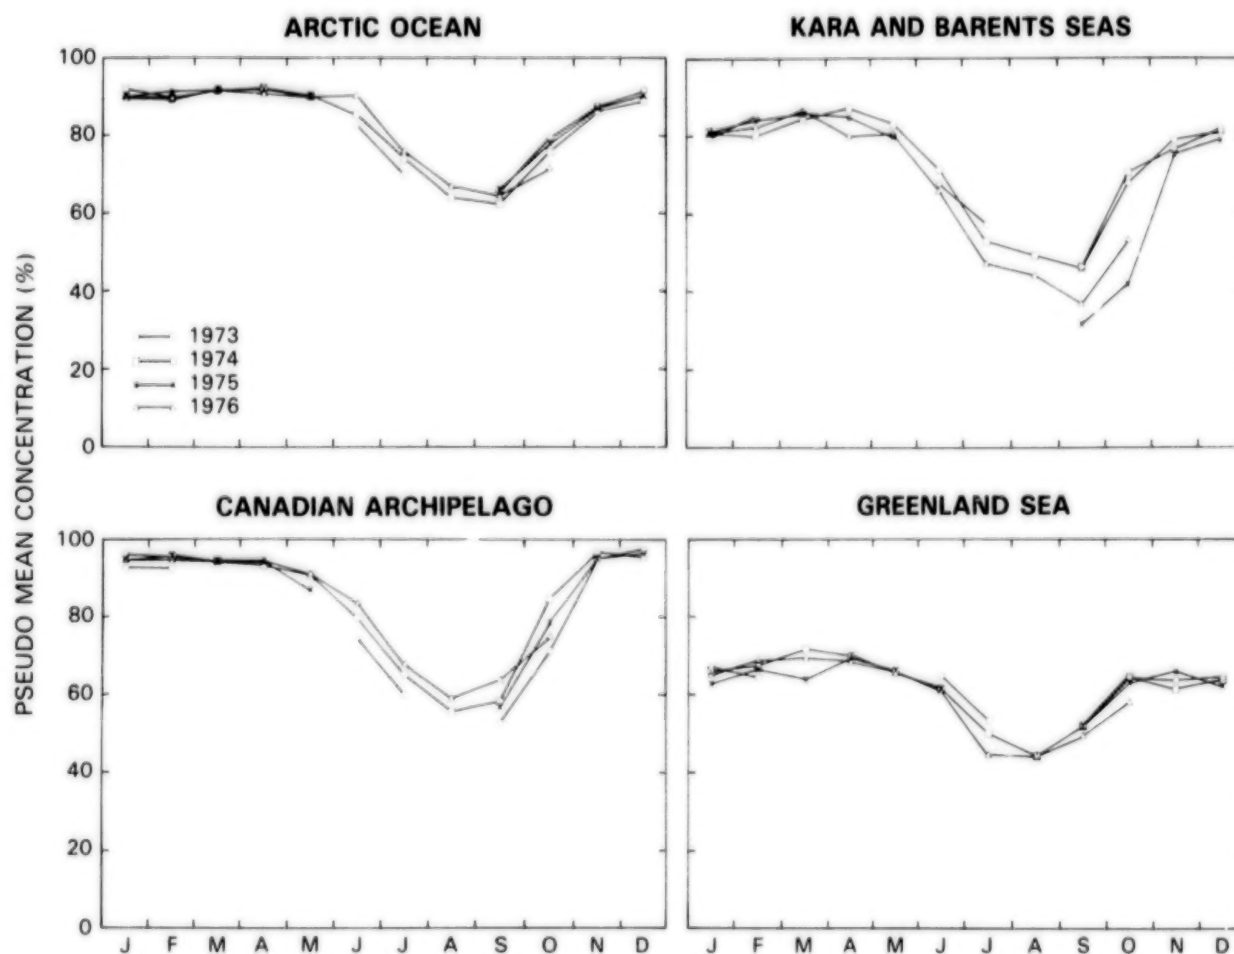 ARCTIC OCEAN
KARA AND BARENTS SEAS
PSEUDO MEAN CONCENTRATION (%)
100
80
60
40
20
0
1973
1974
1975
1976
CANADIAN ARCHIPELAGO
GREENLAND SEA
100
80
60
40
20
0
J F M A M J J A S O N D
J F M A M J J A S O N D